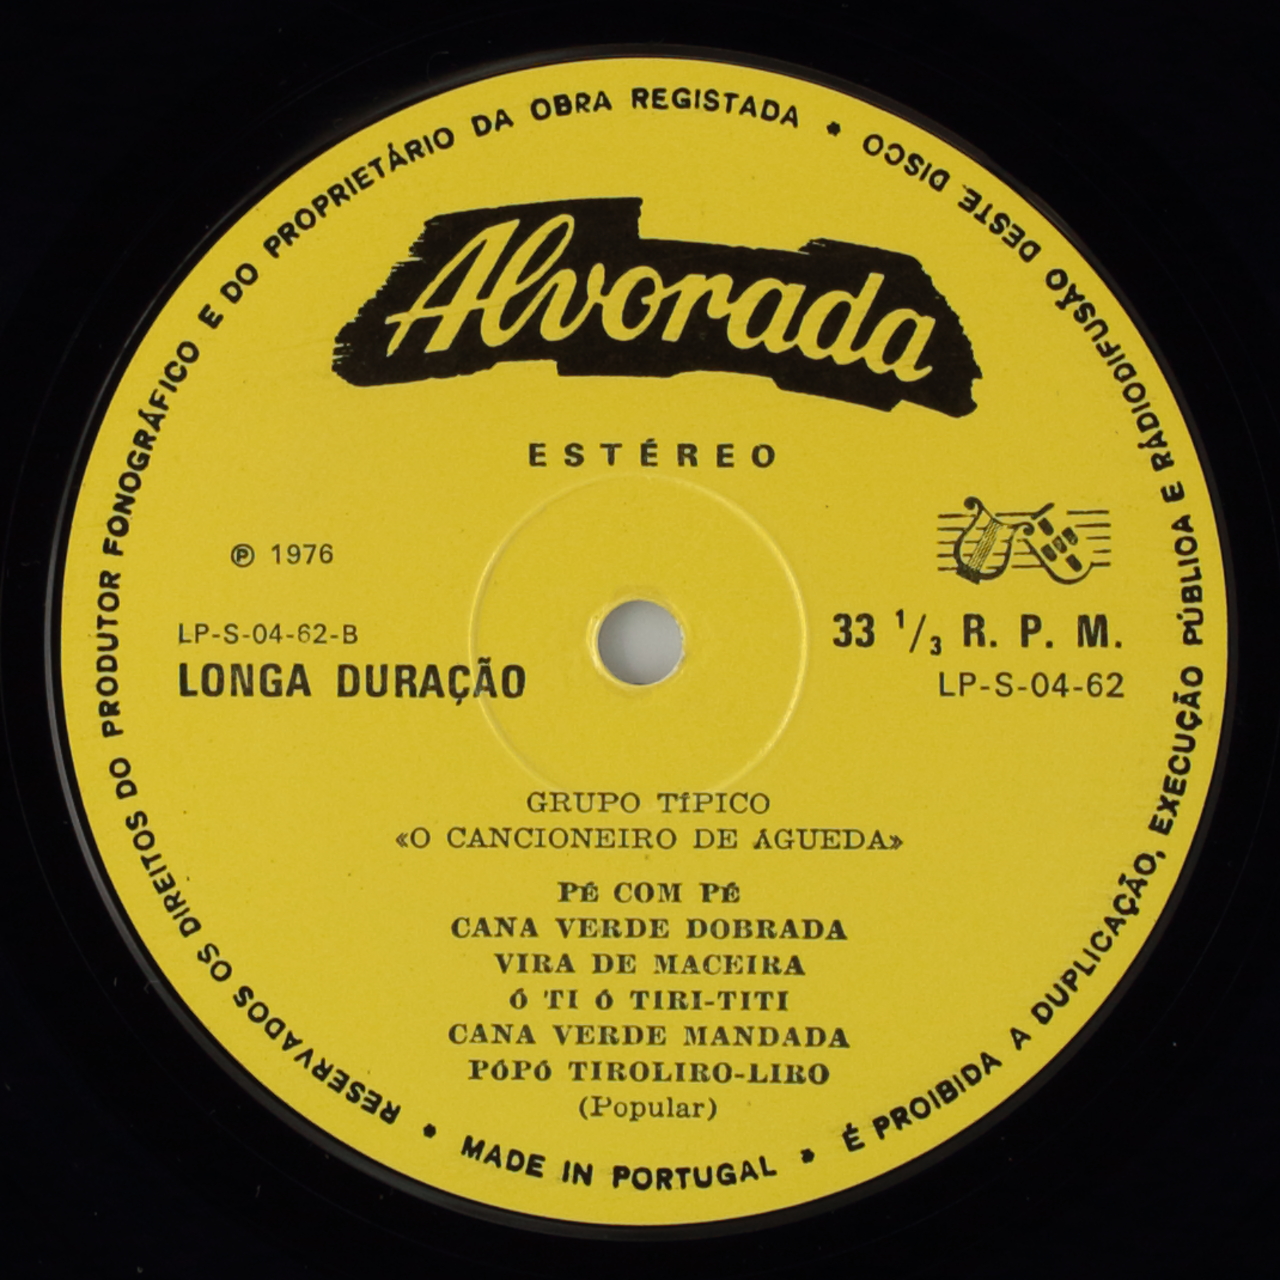 RESERVADOS OS DIREITOS DO PRODUTOR FONOGRÁFICO E DO PROPRIETÁRIO DA OBRA REGISTADA •
É PROIBIDA A DUPLICAÇÃO, EXECUÇÃO PÚBLIOA E RÁDIODIFUSÃO DESTE DISCO •
Alvorada
ESTÉREO
℗ 1976
LP-S-04-62-B
LONGA DURAÇÃO
33 1/3 R. P. M.
LP-S-04-62
GRUPO TÍPICO
«O CANCIONEIRO DE ÁGUEDA»
PÉ COM PÉ
CANA VERDE DOBRADA
VIRA DE MACEIRA
Ó TI Ó TIRI-TITI
CANA VERDE MANDADA
PÓPÓ TIROLIRO-LIRO
(Popular)
• MADE IN PORTUGAL •